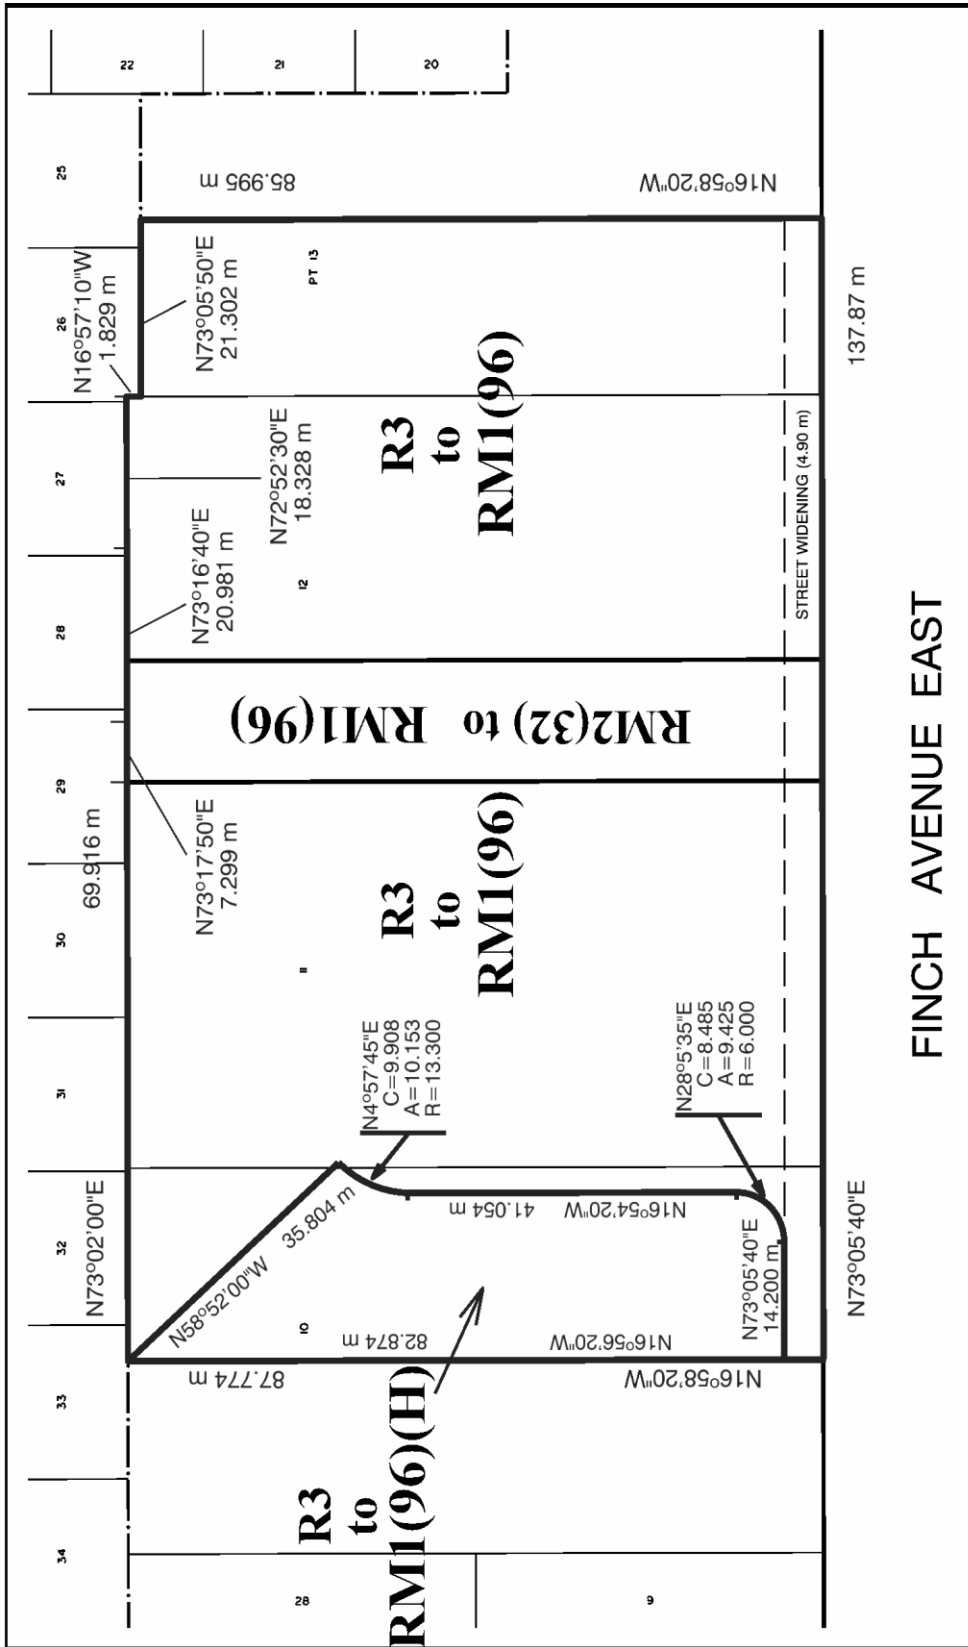 34
33
32
31
30
29
28
27
26
25
22
21
20
N73°02'00"E
69.916 m
N16°57'10"W
1.829 m
N73°17'50"E
7.299 m
N73°16'40"E
20.981 m
N72°52'30"E
18.328 m
N73°05'50"E
21.302 m
87.774 m
N16°58'20"W
82.874 m
N16°56'20"W
N58°52'00"W
35.804 m
41.054 m
N16°54'20"W
85.995 m
N16°58'20"W
28
9
10
11
12
PT 13
R3
to
RM1(96)(H)
R3
to
RM1(96)
RM2(32) to RM1(96)
R3
to
RM1(96)
N4°57'45"E
C=9.908
A=10.153
R=13.300
N28°5'35"E
C=8.485
A=9.425
R=6.000
N73°05'40"E
14.200 m
STREET WIDENING (4.90 m)
N73°05'40"E
137.87 m
FINCH AVENUE EAST